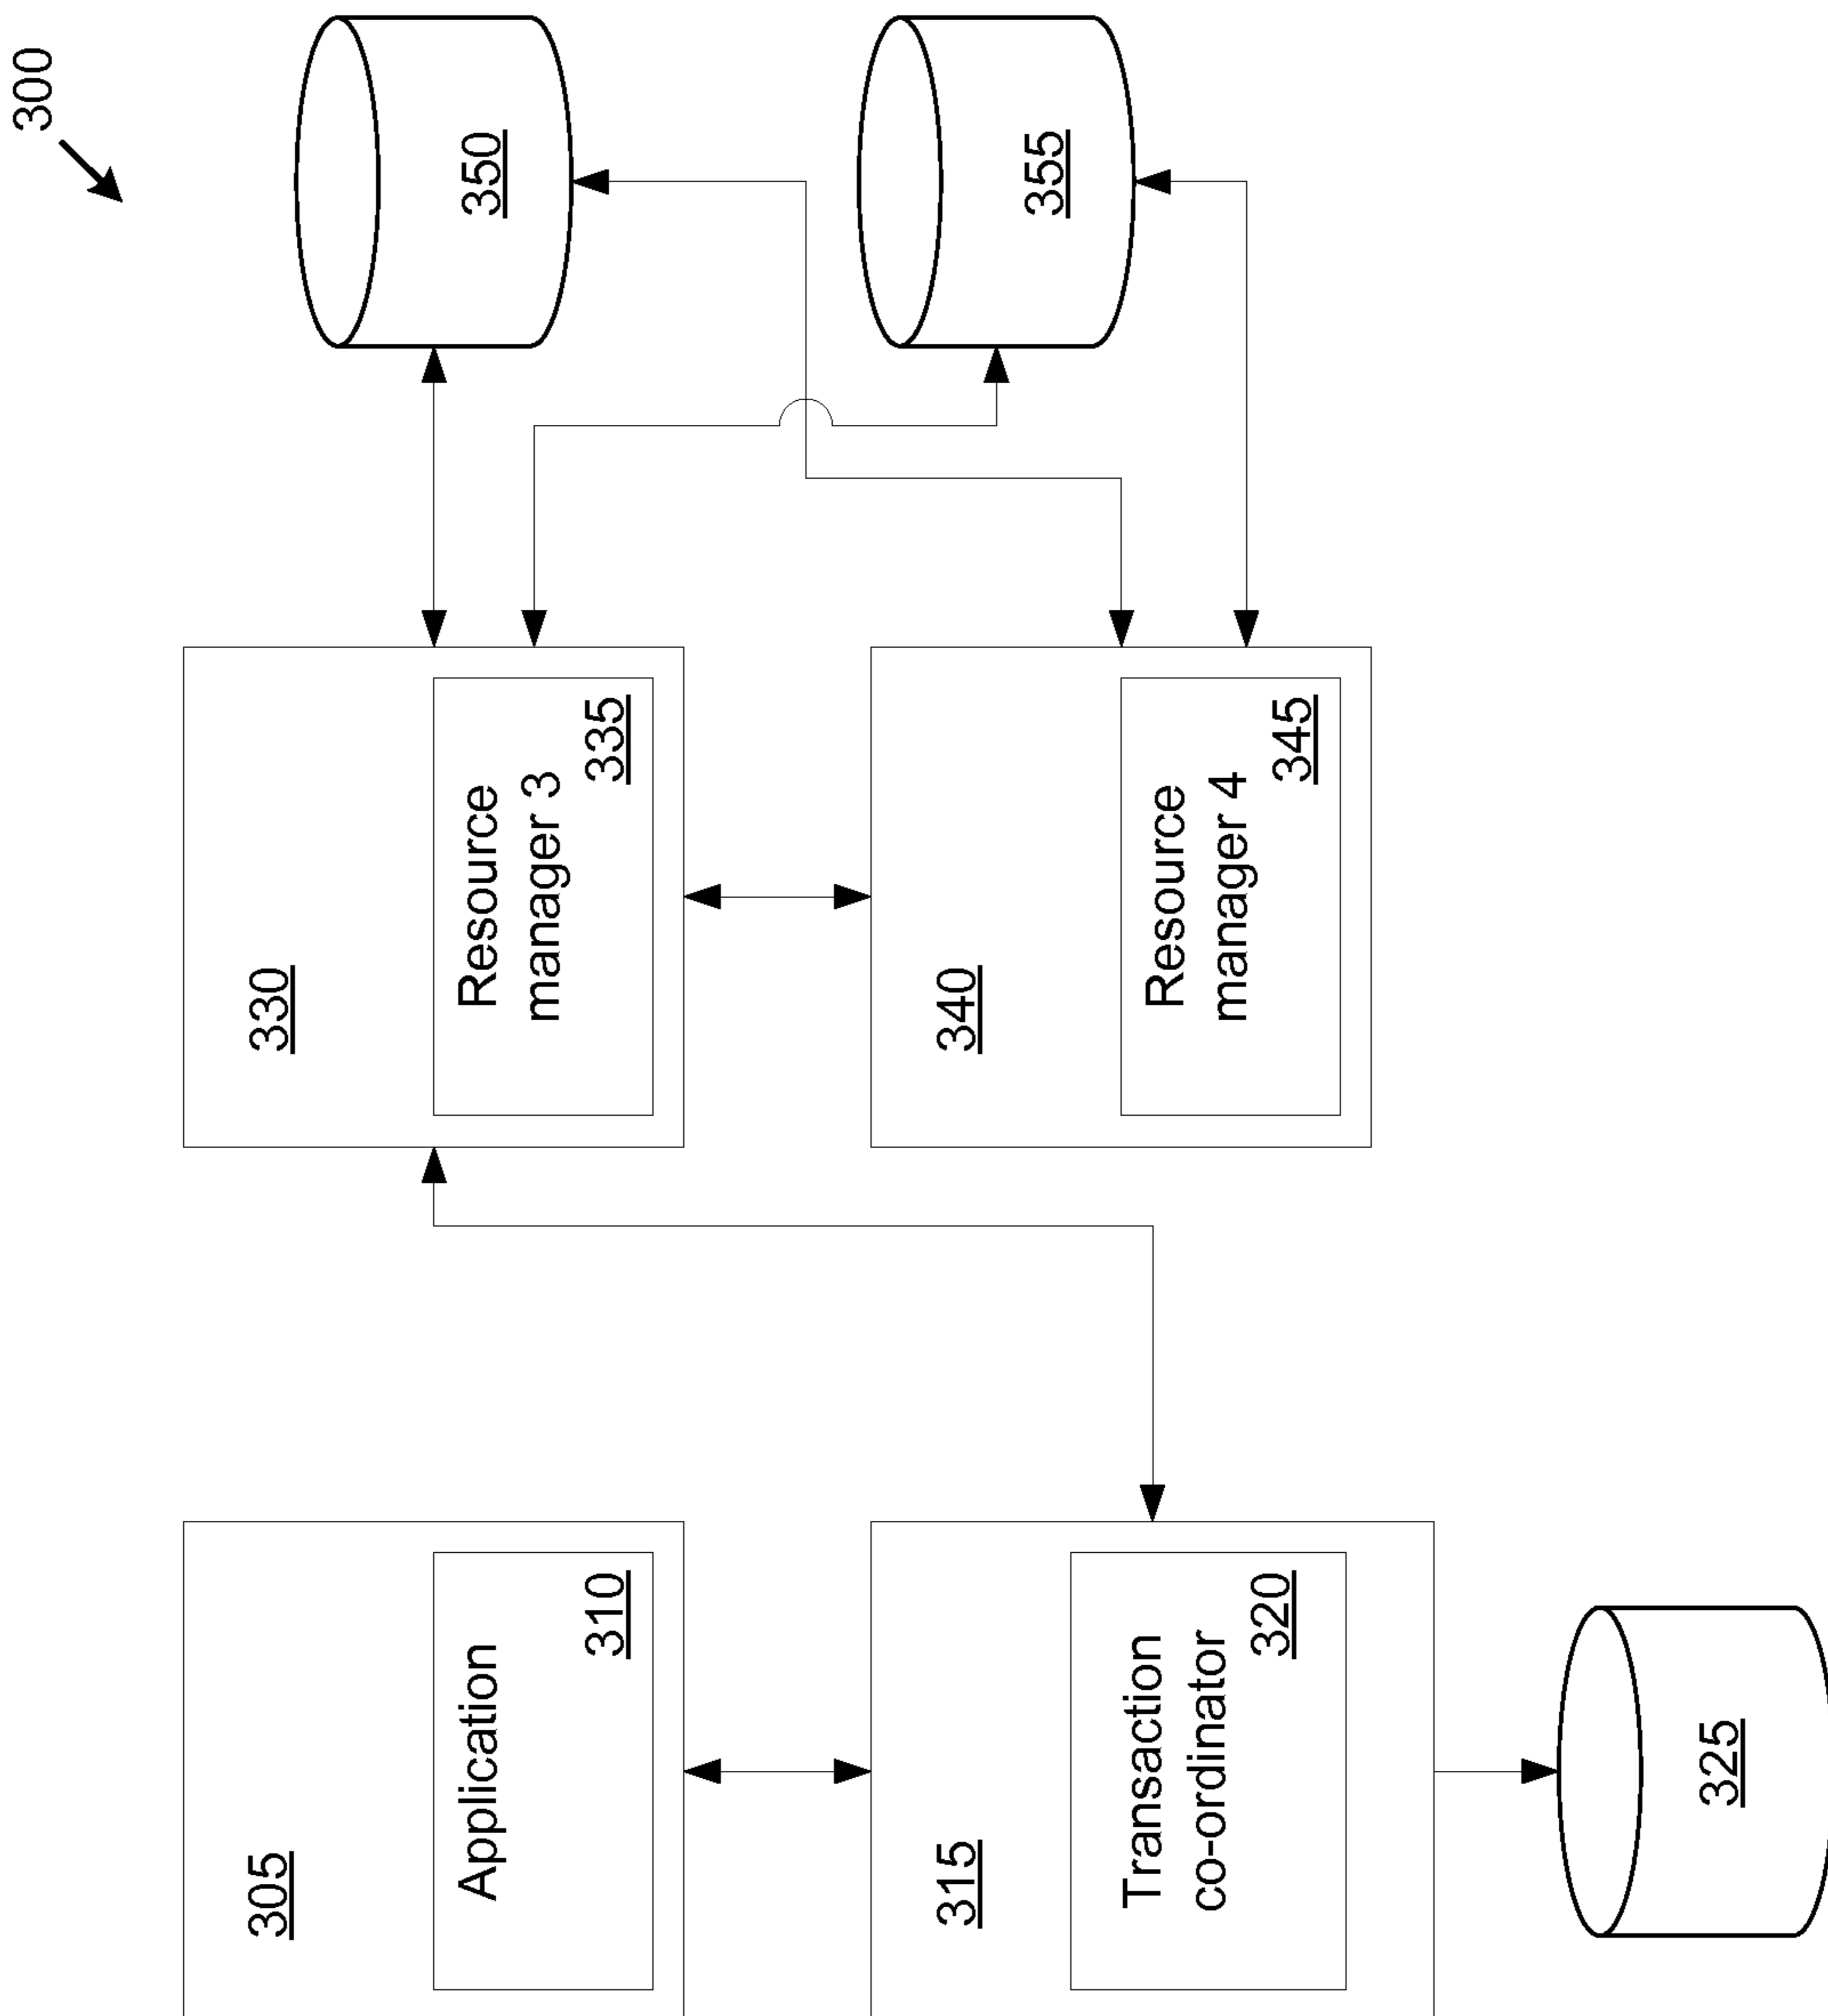 300
305
Application
310
315
Transaction
co-ordinator
320
325
330
Resource
manager 3
335
340
Resource
manager 4
345
350
355